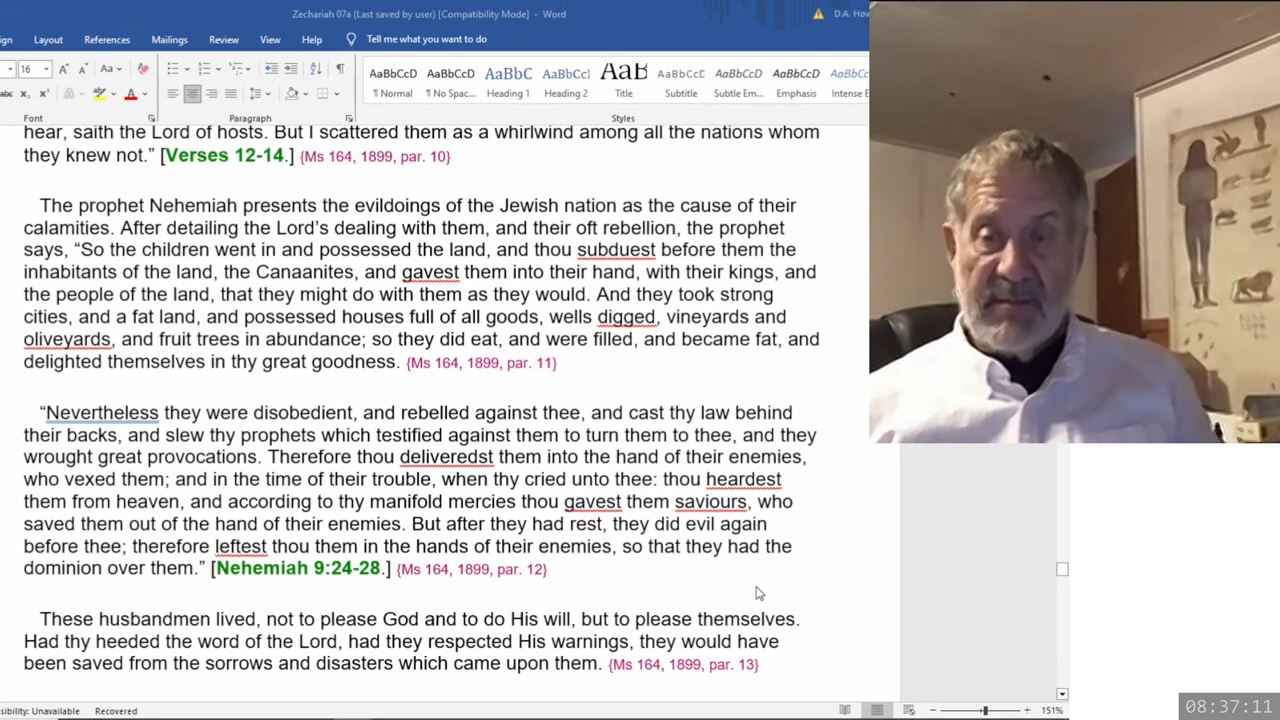 Zechariah 07a (Last saved by user) [Compatibility Mode] - Word
D.A. How
ign Layout References Mailings Review View Help Tell me what you want to do
16 Aa
abc x₂ x² A A
AaBbCcD AaBbCcD AaBbC AaBbCcl AaB AaBbCcD AaBbCcD AaBbCcD AaBbCc
¶ Normal ¶ No Spac... Heading 1 Heading 2 Title Subtitle Subtle Em... Emphasis Intense E
Font Paragraph Styles
hear, saith the Lord of hosts. But I scattered them as a whirlwind among all the nations whom
they knew not.” [Verses 12-14.] {Ms 164, 1899, par. 10}
The prophet Nehemiah presents the evildoings of the Jewish nation as the cause of their
calamities. After detailing the Lord’s dealing with them, and their oft rebellion, the prophet
says, “So the children went in and possessed the land, and thou subduest before them the
inhabitants of the land, the Canaanites, and gavest them into their hand, with their kings, and
the people of the land, that they might do with them as they would. And they took strong
cities, and a fat land, and possessed houses full of all goods, wells digged, vineyards and
oliveyards, and fruit trees in abundance; so they did eat, and were filled, and became fat, and
delighted themselves in thy great goodness. {Ms 164, 1899, par. 11}
“Nevertheless they were disobedient, and rebelled against thee, and cast thy law behind
their backs, and slew thy prophets which testified against them to turn them to thee, and they
wrought great provocations. Therefore thou deliveredst them into the hand of their enemies,
who vexed them; and in the time of their trouble, when thy cried unto thee: thou heardest
them from heaven, and according to thy manifold mercies thou gavest them saviours, who
saved them out of the hand of their enemies. But after they had rest, they did evil again
before thee; therefore leftest thou them in the hands of their enemies, so that they had the
dominion over them.” [Nehemiah 9:24-28.] {Ms 164, 1899, par. 12}
These husbandmen lived, not to please God and to do His will, but to please themselves.
Had thy heeded the word of the Lord, had they respected His warnings, they would have
been saved from the sorrows and disasters which came upon them. {Ms 164, 1899, par. 13}
sibility: Unavailable Recovered
151%
08:37:11